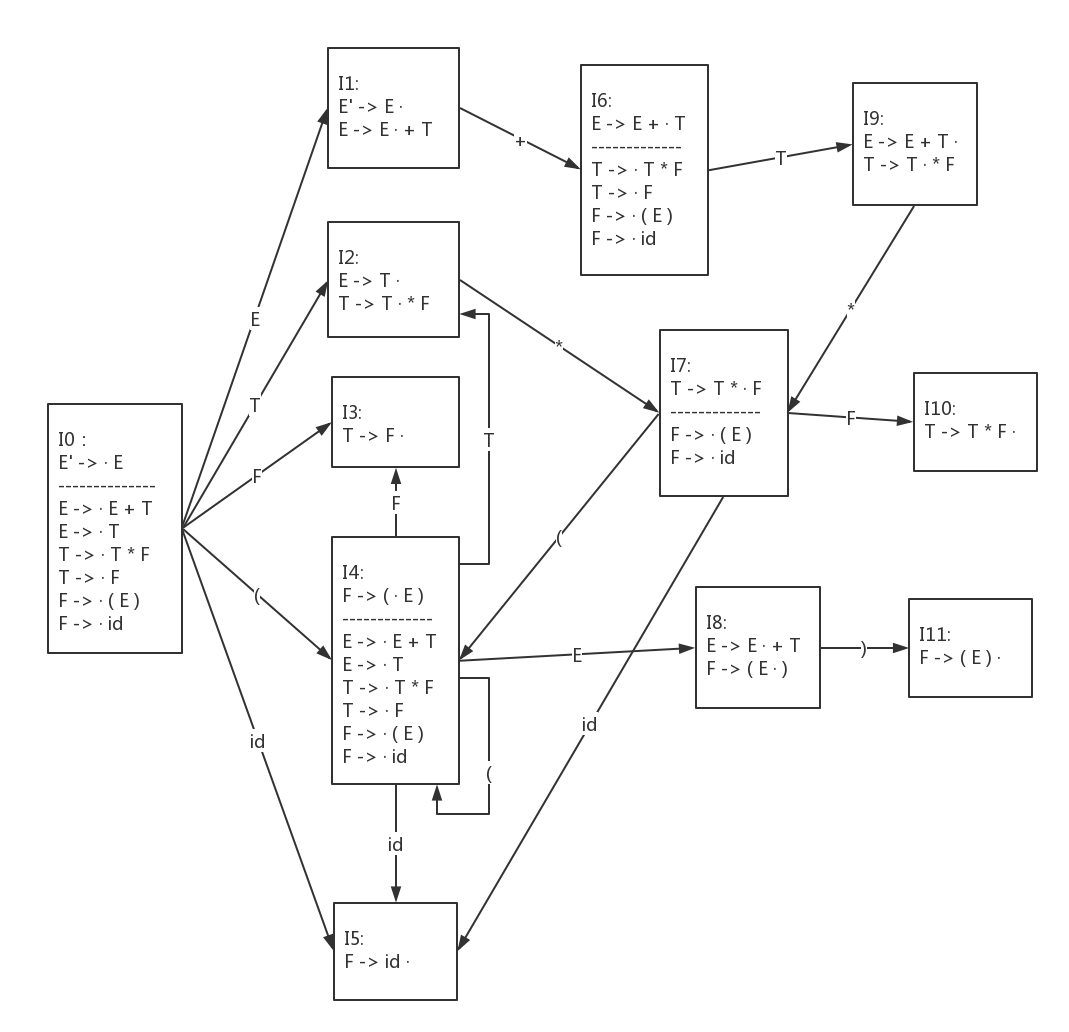 I0 :
E' -> · E
---------------
E -> · E + T
E -> · T
T -> · T * F
T -> · F
F -> · ( E )
F -> · id
E
T
F
(
id
I1:
E' -> E ·
E -> E · + T
+
I2:
E -> T ·
T -> T · * F
*
I3:
T -> F ·
F
T
I4:
F -> ( · E )
--------------
E -> · E + T
E -> · T
T -> · T * F
T -> · F
F -> · ( E )
F -> · id
E
(
id
I5:
F -> id ·
I6:
E -> E + · T
--------------
T -> · T * F
T -> · F
F -> · ( E )
F -> · id
T
I9:
E -> E + T ·
T -> T · * F
*
I7:
T -> T * · F
--------------
F -> · ( E )
F -> · id
F
(
id
I10:
T -> T * F ·
I8:
E -> E · + T
F -> ( E · )
)
I11:
F -> ( E ) ·